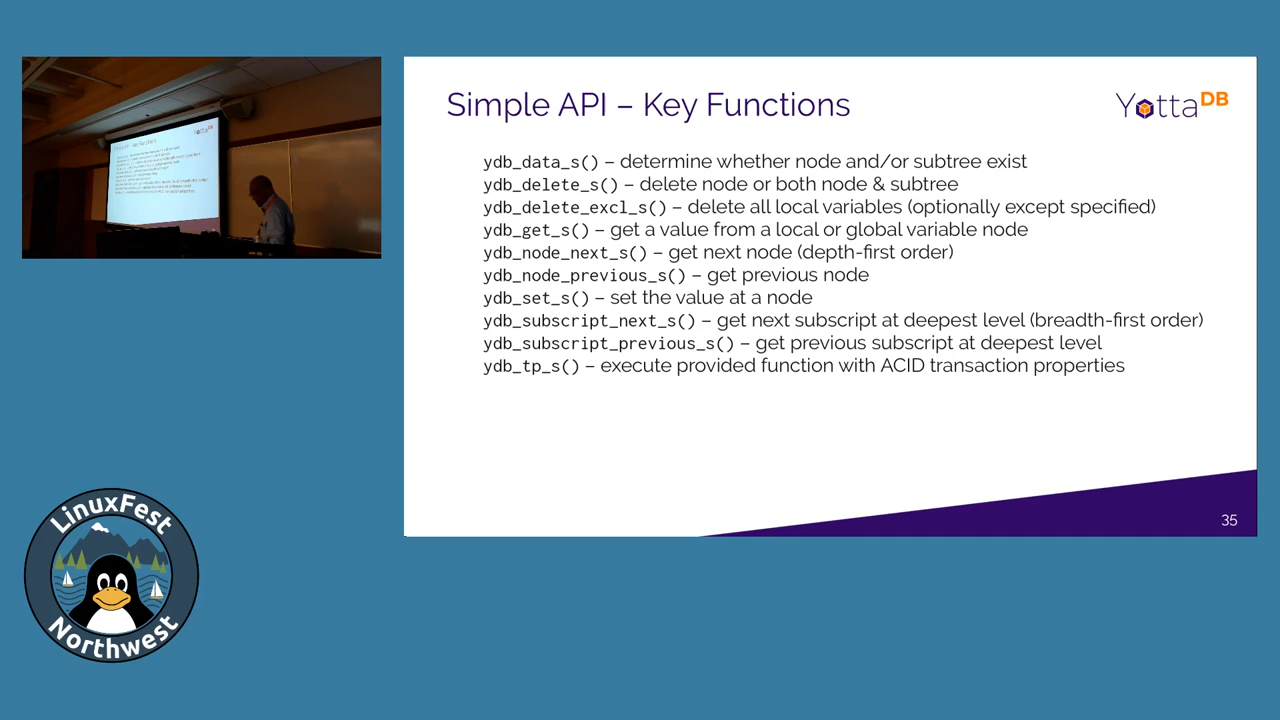 Simple API – Key Functions
YottaDB
ydb_data_s() – determine whether node and/or subtree exist
ydb_delete_s() – delete node or both node & subtree
ydb_delete_excl_s() – delete all local variables (optionally except specified)
ydb_get_s() – get a value from a local or global variable node
ydb_node_next_s() – get next node (depth-first order)
ydb_node_previous_s() – get previous node
ydb_set_s() – set the value at a node
ydb_subscript_next_s() – get next subscript at deepest level (breadth-first order)
ydb_subscript_previous_s() – get previous subscript at deepest level
ydb_tp_s() – execute provided function with ACID transaction properties
35
LinuxFest
Northwest